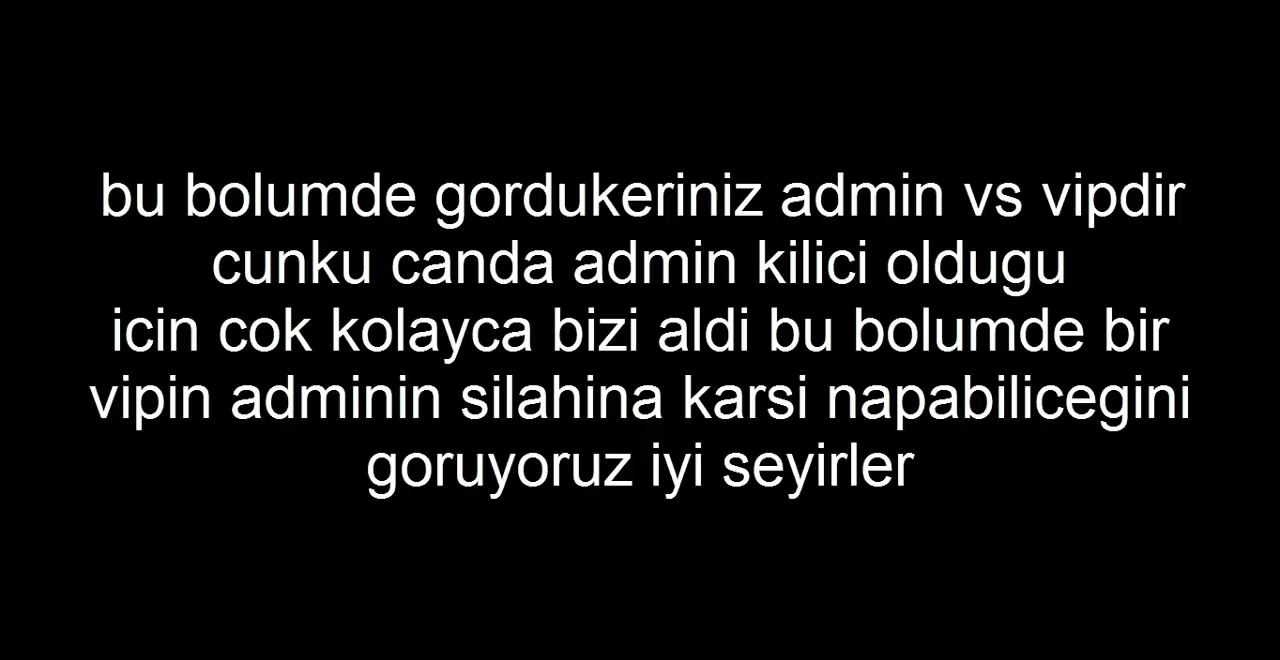 bu bolumde gordukeriniz admin vs vipdir
cunku canda admin kilici oldugu
icin cok kolayca bizi aldi bu bolumde bir
vipin adminin silahina karsi napabilicegini
goruyoruz iyi seyirler